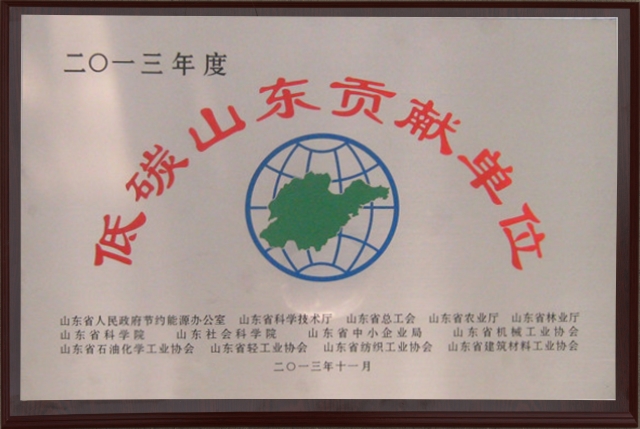 二〇一三年度
低碳山东贡献单位
山东省人民政府节约能源办公室 山东省科学技术厅 山东省总工会 山东省农业厅 山东省林业厅
山东省科学院 山东社会科学院 山东省中小企业局 山东省机械工业协会
山东省石油化学工业协会 山东省轻工业协会 山东省纺织工业协会 山东省建筑材料工业协会
二〇一三年十一月